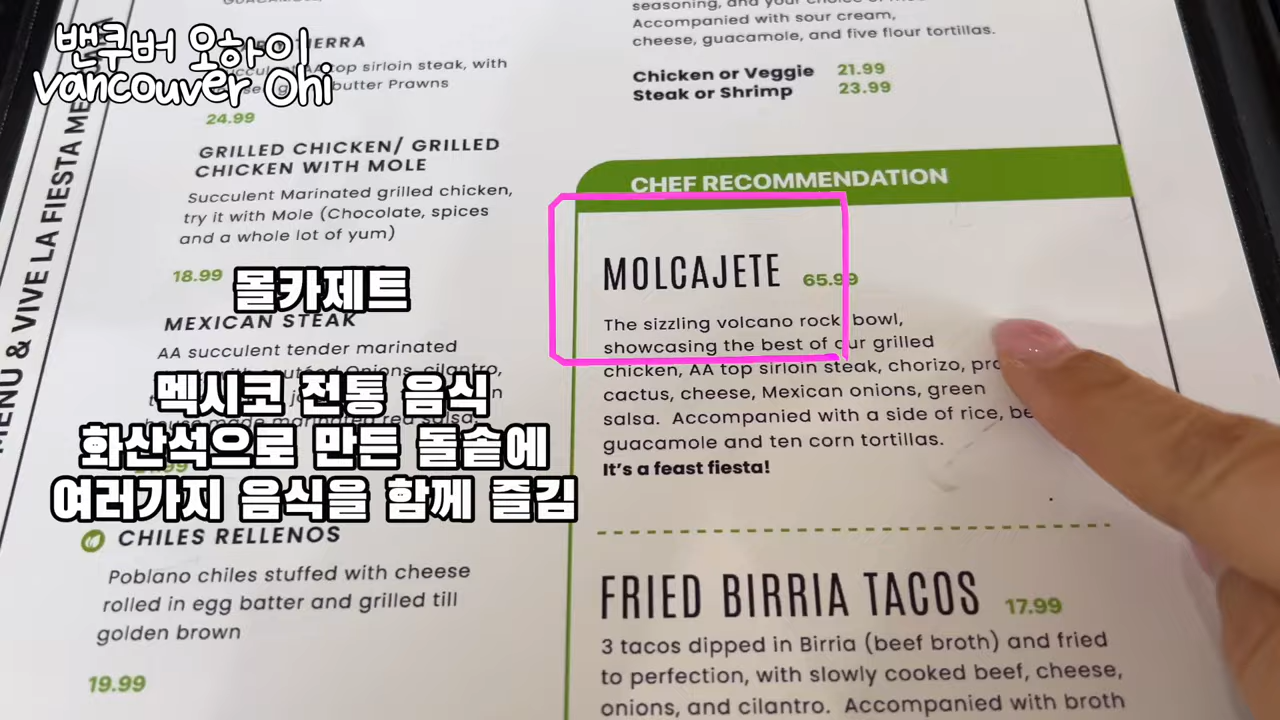 밴쿠버 오하이
vancouver Ohi
MENU & VIVE LA FIESTA
top sirloin steak, with
butter Prawns
24.99
GRILLED CHICKEN/ GRILLED
CHICKEN WITH MOLE
Succulent Marinated grilled chicken,
try it with Mole (Chocolate, spices
and a whole lot of yum)
18.99
몰카제트
MEXICAN STEAK
AA succulent tender marinated
Onions, cilantro,
멕시코 전통 음식
화산석으로 만든 돌솥에
여러가지 음식을 함께 즐김
CHILES RELLENOS
Poblano chiles stuffed with cheese
rolled in egg batter and grilled till
golden brown
19.99
seasoning, and your choice of
Accompanied with sour cream,
cheese, guacamole, and five flour tortillas.
Chicken or Veggie 21.99
Steak or Shrimp 23.99
CHEF RECOMMENDATION
MOLCAJETE 65.99
The sizzling volcano rock bowl,
showcasing the best of our grilled
chicken, AA top sirloin steak, chorizo,
cactus, cheese, Mexican onions, green
salsa. Accompanied with a side of rice,
guacamole and ten corn tortillas.
It's a feast fiesta!
FRIED BIRRIA TACOS 17.99
3 tacos dipped in Birria (beef broth) and fried
to perfection, with slowly cooked beef, cheese,
onions, and cilantro. Accompanied with broth